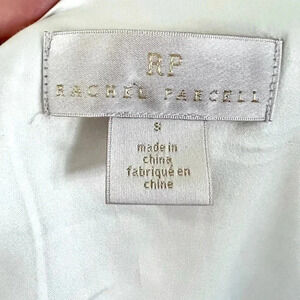 RP
RACHEL PARCELL
S
made in
china
fabriqué en
chine